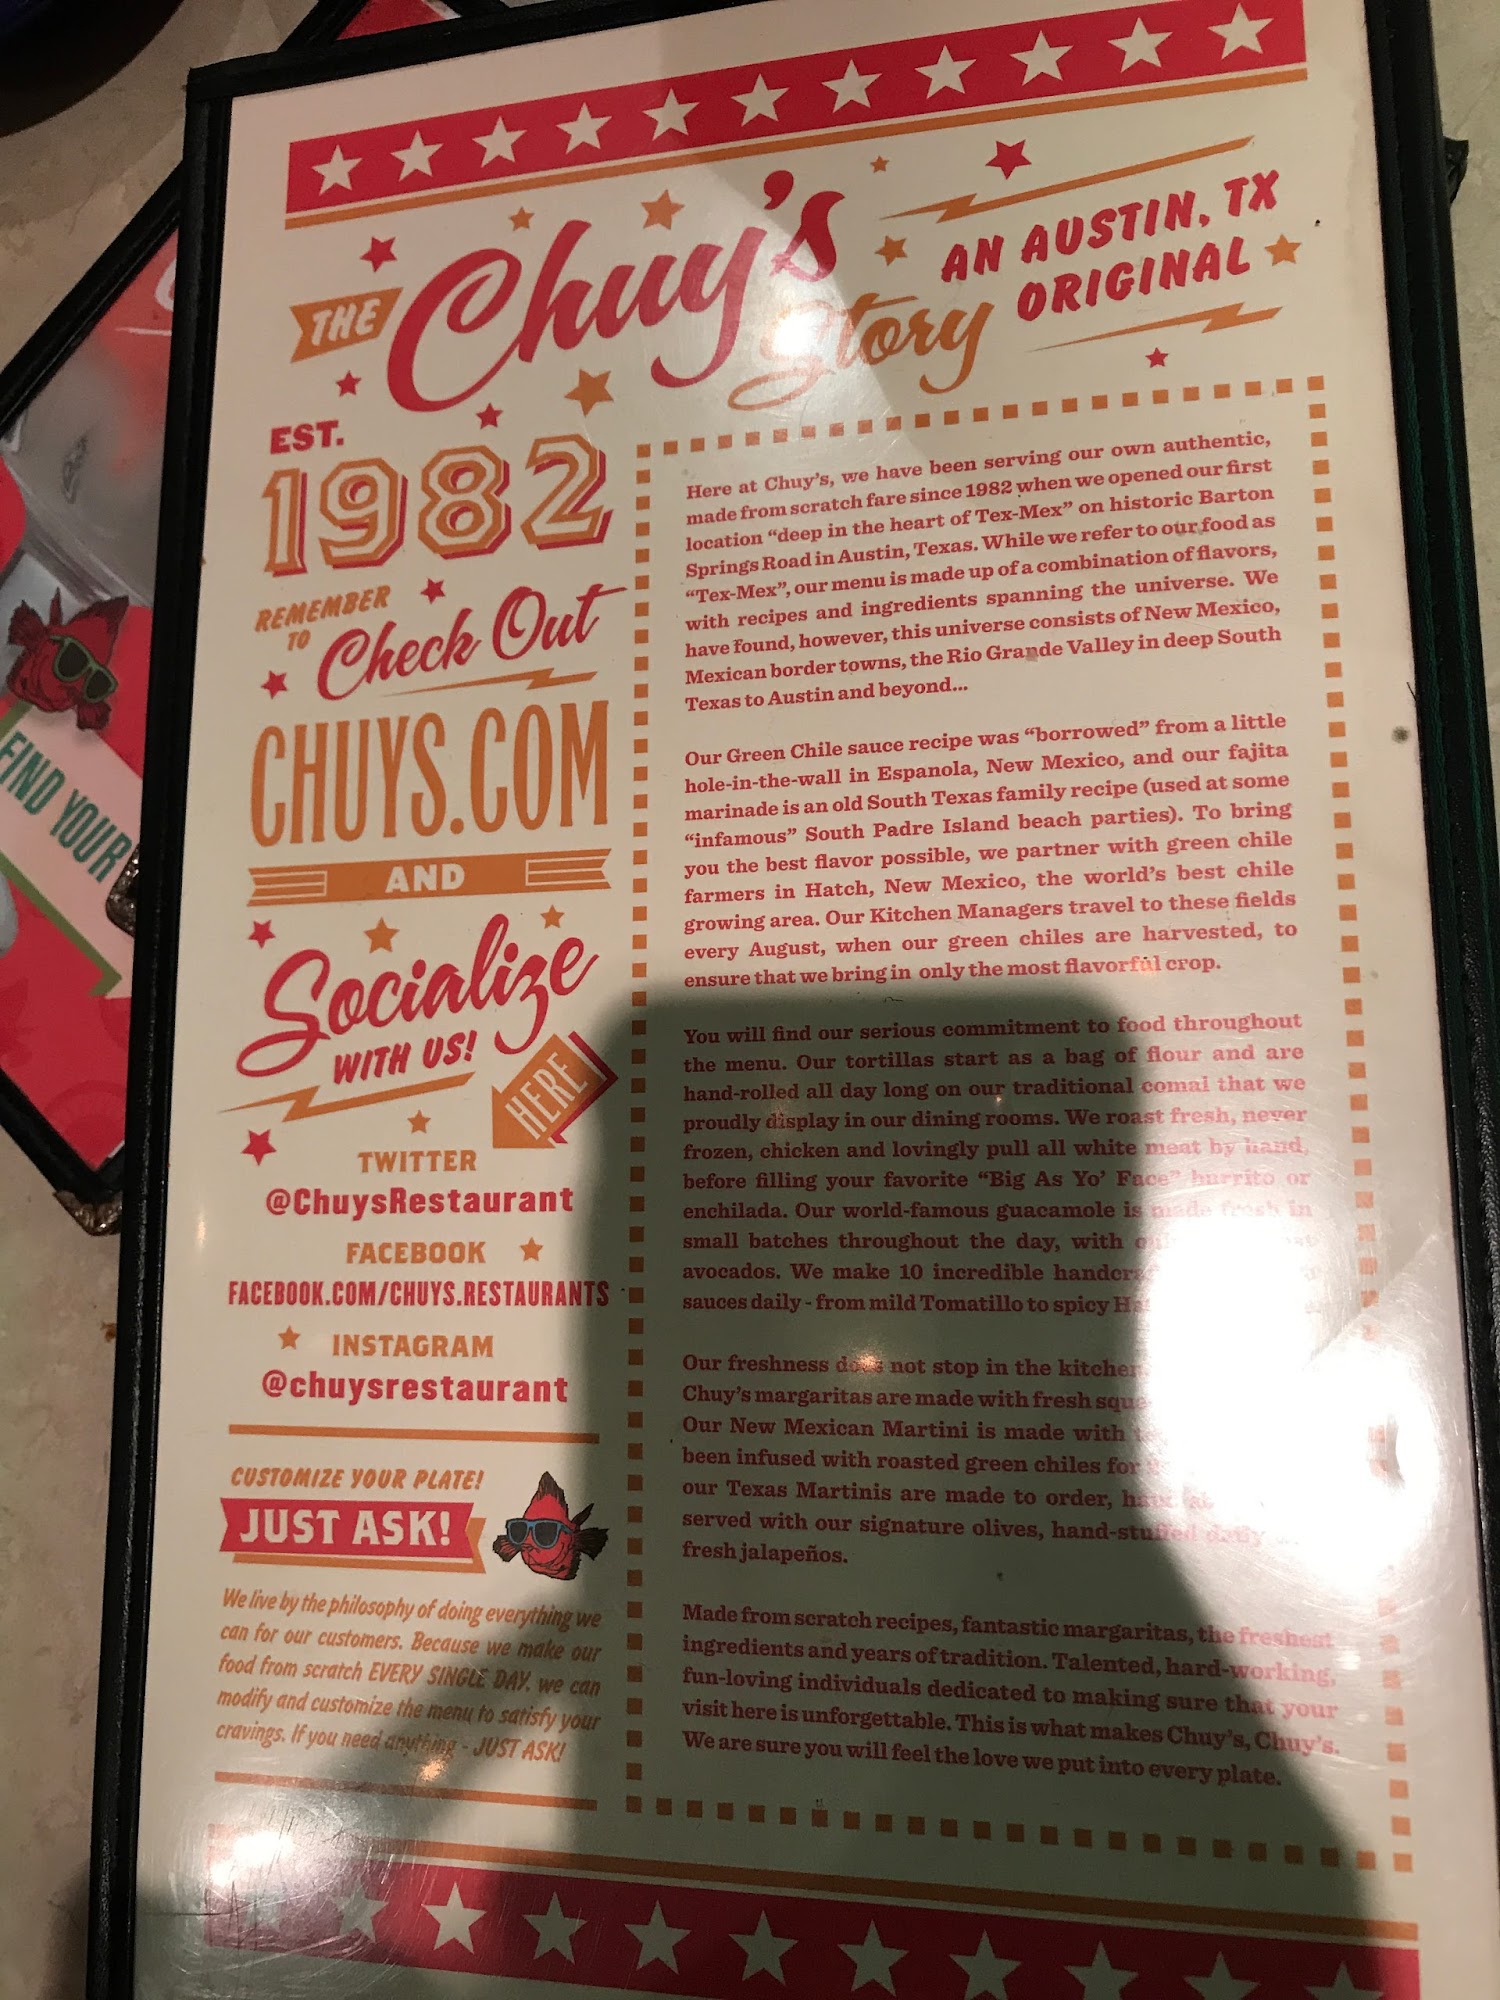 THE Chuy's Story
AN AUSTIN, TX
ORIGINAL
EST.
1982
REMEMBER
TO Check Out
CHUYS.COM
AND
Socialize
WITH US!
HERE
TWITTER
@ChuysRestaurant
FACEBOOK
FACEBOOK.COM/CHUYS.RESTAURANTS
INSTAGRAM
@chuysrestaurant
CUSTOMIZE YOUR PLATE!
JUST ASK!
We live by the philosophy of doing everything we
can for our customers. Because we make our
food from scratch EVERY SINGLE DAY, we can
modify and customize the menu to satisfy your
cravings. If you need anything - JUST ASK!
Here at Chuy's, we have been serving our own authentic,
made from scratch fare since 1982 when we opened our first
location "deep in the heart of Tex-Mex" on historic Barton
Springs Road in Austin, Texas. While we refer to our food as
"Tex-Mex", our menu is made up of a combination of flavors,
with recipes and ingredients spanning the universe. We
have found, however, this universe consists of New Mexico,
Mexican border towns, the Rio Grande Valley in deep South
Texas to Austin and beyond...
Our Green Chile sauce recipe was "borrowed" from a little
hole-in-the-wall in Espanola, New Mexico, and our fajita
marinade is an old South Texas family recipe (used at some
"infamous" South Padre Island beach parties). To bring
you the best flavor possible, we partner with green chile
farmers in Hatch, New Mexico, the world's best chile
growing area. Our Kitchen Managers travel to these fields
every August, when our green chiles are harvested, to
ensure that we bring in only the most flavorful crop.
You will find our serious commitment to food throughout
the menu. Our tortillas start as a bag of flour and are
hand-rolled all day long on our traditional comal that we
proudly display in our dining rooms. We roast fresh, never
frozen, chicken and lovingly pull all white meat by hand,
before filling your favorite "Big As Yo' Face" burrito or
enchilada. Our world-famous guacamole is made fresh in
small batches throughout the day, with
avocados. We make 10 incredible
sauces daily - from mild Tomatillo to spicy
Our freshness does not stop in the kitchen
Chuy's margaritas are made with fresh
Our New Mexican Martini is made with
been infused with roasted green chiles for
our Texas Martinis are made to order,
served with our signature olives, hand-stuffed daily
fresh jalapeños.
Made from scratch recipes, fantastic margaritas, the freshest
ingredients and years of tradition. Talented, hard-working,
fun-loving individuals dedicated to making sure that your
visit here is unforgettable. This is what makes Chuy's, Chuy's.
We are sure you will feel the love we put into every plate.
FIND YOUR